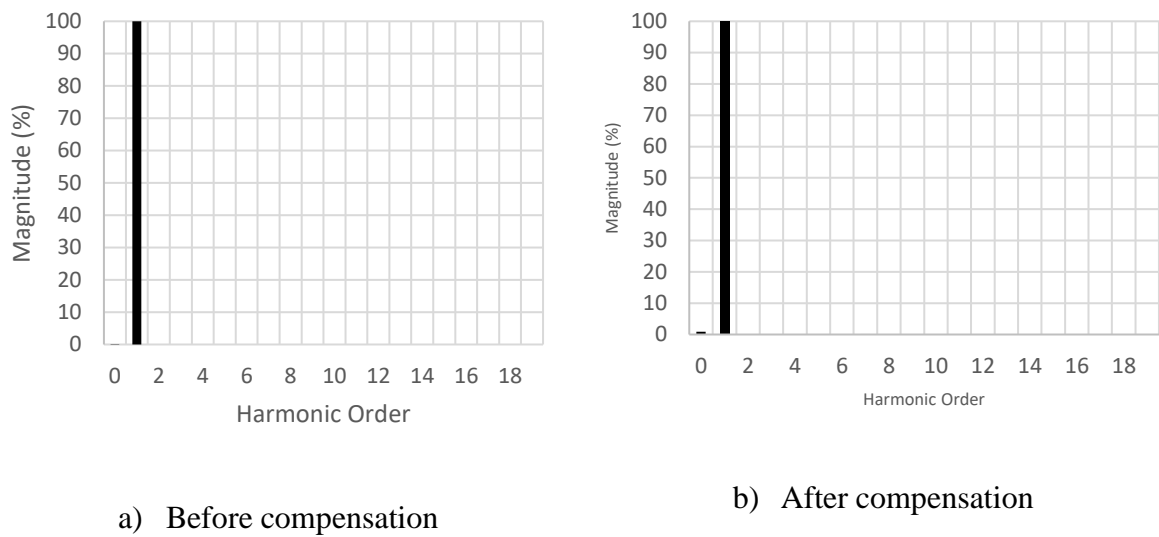 100
90
80
70
60
50
40
30
20
10
0
Magnitude (%)
0 2 4 6 8 10 12 14 16 18
Harmonic Order
a) Before compensation
100
90
80
70
60
50
40
30
20
10
0
Magnitude (%)
0 2 4 6 8 10 12 14 16 18
Harmonic Order
b) After compensation